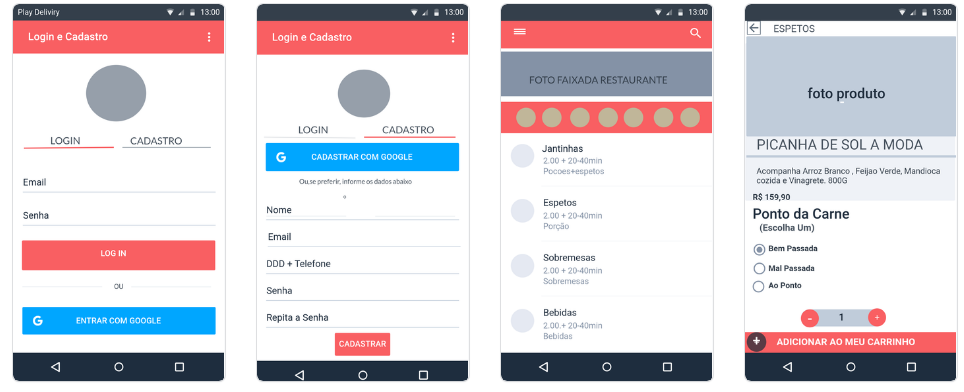 Play Deliviry 13:00
Login e Cadastro
LOGIN CADASTRO
Email
Senha
LOG IN
OU
G ENTRAR COM GOOGLE
13:00
Login e Cadastro
LOGIN CADASTRO
G CADASTRAR COM GOOGLE
Ou,se preferir, informe os dados abaixo
Nome
Email
DDD + Telefone
Senha
Repita a Senha
CADASTRAR
13:00
FOTO FAIXADA RESTAURANTE
Jantinhas
2.00 + 20-40min
Pocoes+espetos
Espetos
2.00 + 20-40min
Porção
Sobremesas
2.00 + 20-40min
Sobremesas
Bebidas
2.00.+ 20-40min
Bebidas
13:00
ESPETOS
foto produto
PICANHA DE SOL A MODA
Acompanha Arroz Branco , Feijao Verde, Mandioca
cozida e Vinagrete. 800G
R$ 159,90
Ponto da Carne
(Escolha Um)
Bem Passada
Mal Passada
Ao Ponto
- 1 +
ADICIONAR AO MEU CARRINHO